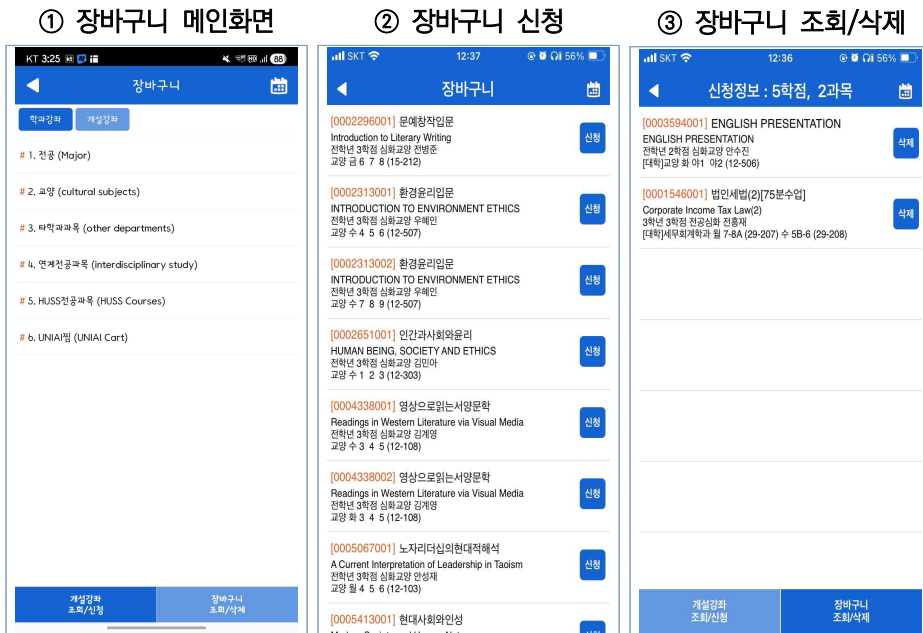 ① 장바구니 메인화면
KT 3:25 88
장바구니
학과강좌 개설강좌
# 1. 전공 (Major)
# 2. 교양 (cultural subjects)
# 3. 타학과과목 (other departments)
# 4. 연계전공과목 (interdisciplinary study)
# 5. HUSS전공과목 (HUSS Courses)
# 6. UNIAI찜 (UNIAI Cart)
개설강좌
조회/신청
장바구니
조회/삭제
② 장바구니 신청
SKT 12:37 56%
장바구니
[0002296001] 문예창작입문
Introduction to Literary Writing
전학년 3학점 심화교양 전병준
교양 금 6 7 8 (15-212)
신청
[0002313001] 환경윤리입문
INTRODUCTION TO ENVIRONMENT ETHICS
전학년 3학점 심화교양 우혜인
교양 수 4 5 6 (12-507)
신청
[0002313002] 환경윤리입문
INTRODUCTION TO ENVIRONMENT ETHICS
전학년 3학점 심화교양 우혜인
교양 수 7 8 9 (12-507)
신청
[0002651001] 인간과사회와윤리
HUMAN BEING, SOCIETY AND ETHICS
전학년 3학점 심화교양 김민아
교양 수 1 2 3 (12-303)
신청
[0004338001] 영상으로읽는서양문학
Readings in Western Literature via Visual Media
전학년 3학점 심화교양 김계영
교양 수 3 4 5 (12-108)
신청
[0004338002] 영상으로읽는서양문학
Readings in Western Literature via Visual Media
전학년 3학점 심화교양 김계영
교양 화 3 4 5 (12-108)
신청
[0005067001] 노자리더십의현대적해석
A Current Interpretation of Leadership in Taoism
전학년 3학점 심화교양 안성재
교양 월 4 5 6 (12-103)
신청
[0005413001] 현대사회와인성
③ 장바구니 조회/삭제
SKT 12:36 56%
신청정보 : 5학점, 2과목
[0003594001] ENGLISH PRESENTATION
ENGLISH PRESENTATION
전학년 2학점 심화교양 안수진
[대학]교양 화 야1 야2 (12-506)
삭제
[0001546001] 법인세법(2)[75분수업]
Corporate Income Tax Law(2)
3학년 3학점 전공심화 전홍재
[대학]세무회계학과 월 7-8A (29-207) 수 5B-6 (29-208)
삭제
개설강좌
조회/신청
장바구니
조회/삭제